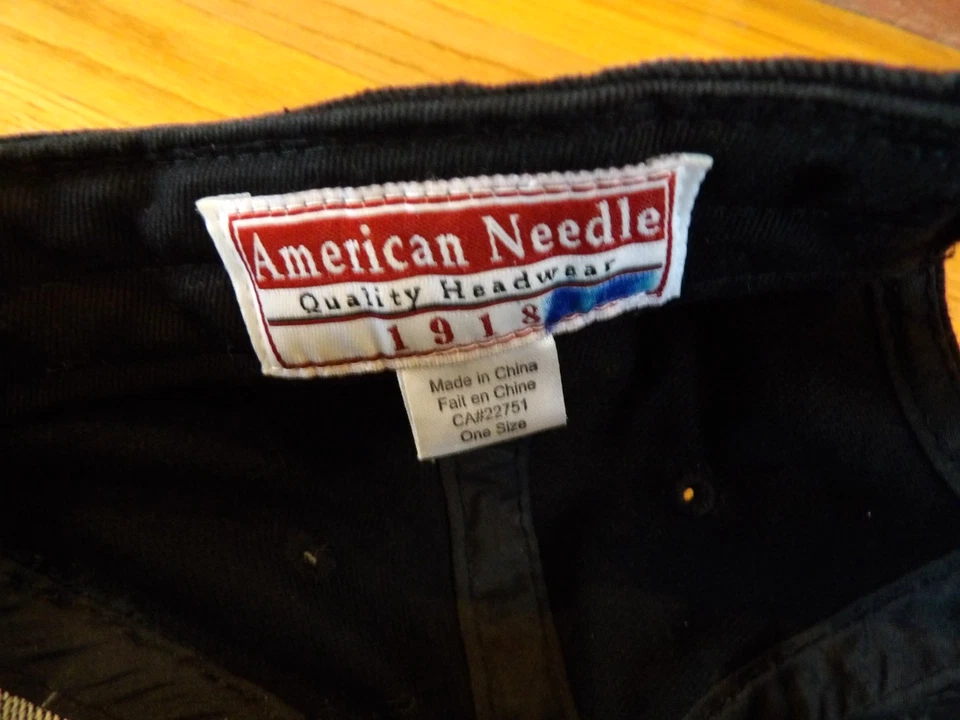 American Needle
Quality Headwear
1918
Made in China
Fait en Chine
CA#22751
One Size